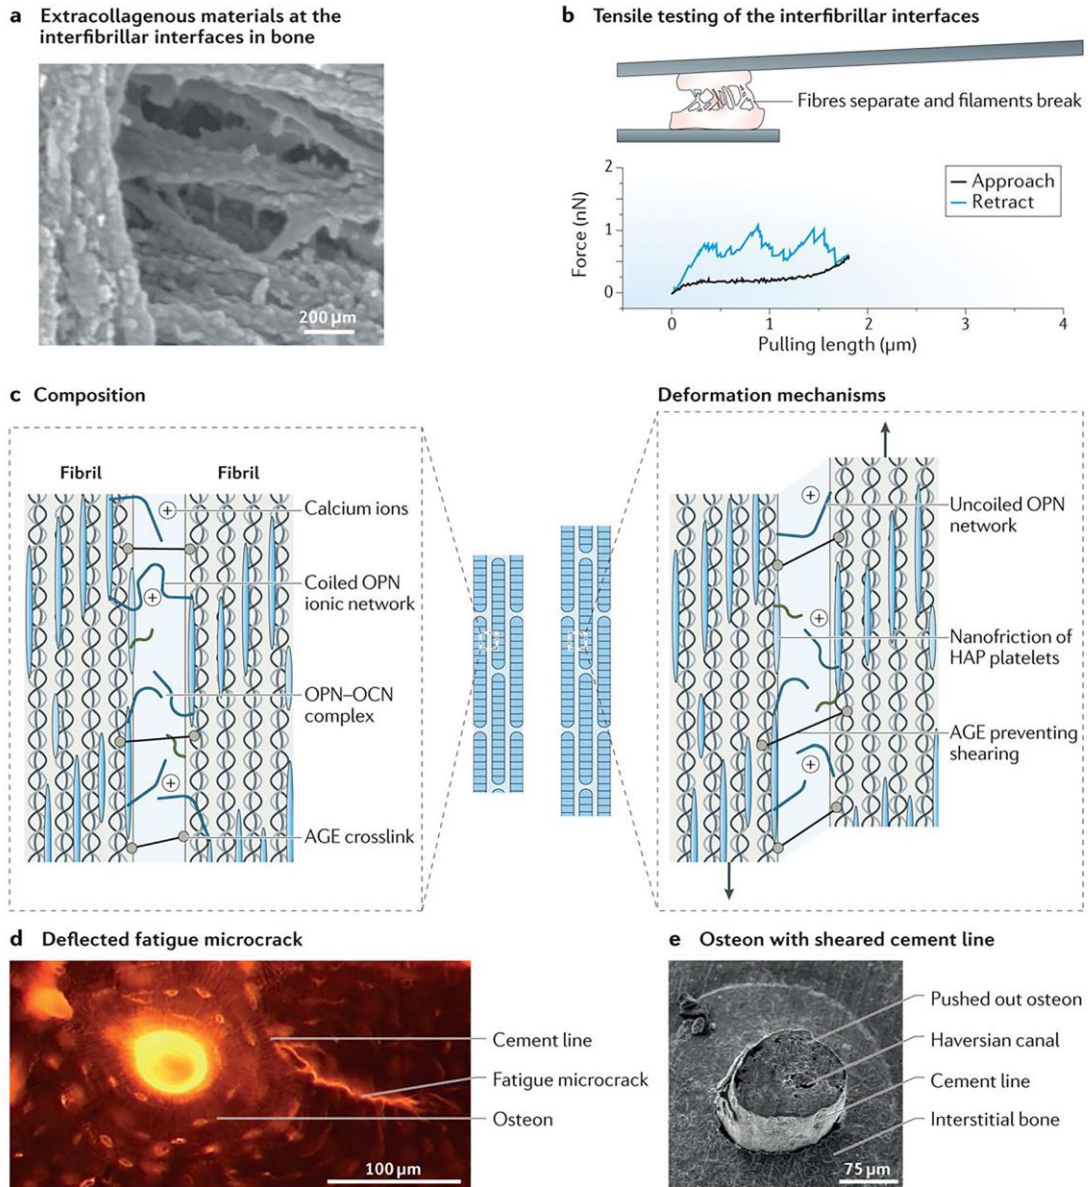 a Extracollagenous materials at the
interfibrillar interfaces in bone
200 µm
b Tensile testing of the interfibrillar interfaces
Fibres separate and filaments break
2
1
0
Force (nN)
Approach
Retract
0 1 2 3 4
Pulling length (µm)
c Composition
Fibril Fibril
Calcium ions
+
Coiled OPN
ionic network
+
OPN–OCN
complex
+
AGE crosslink
Deformation mechanisms
+
Uncoiled OPN
network
+
Nanofriction of
HAP platelets
AGE preventing
shearing
+
d Deflected fatigue microcrack
Cement line
Fatigue microcrack
Osteon
100 µm
e Osteon with sheared cement line
Pushed out osteon
Haversian canal
Cement line
Interstitial bone
75 µm